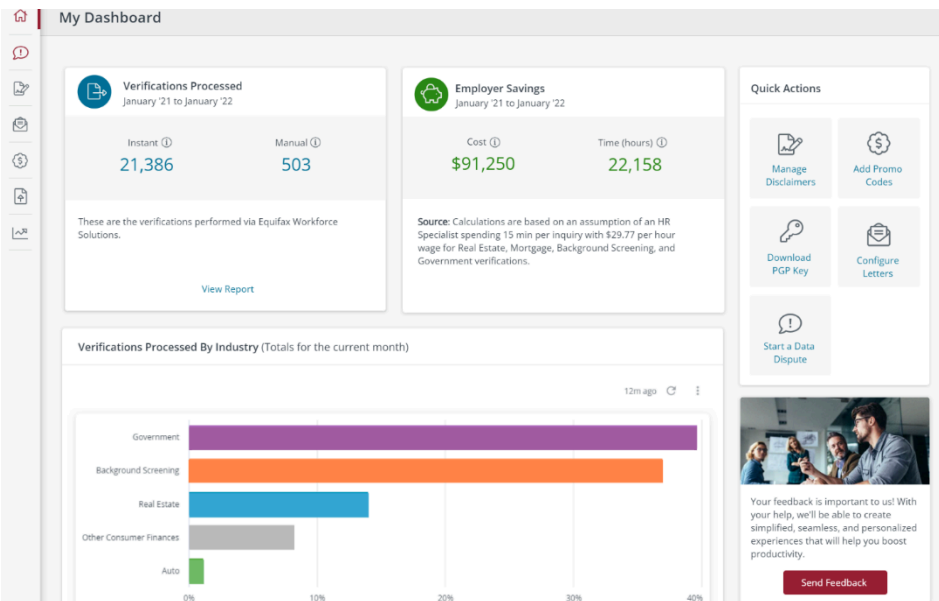 My Dashboard
Verifications Processed
January '21 to January '22
Instant
Manual
21,386
503
These are the verifications performed via Equifax Workforce
Solutions.
View Report
Employer Savings
January '21 to January '22
Cost
Time (hours)
$91,250
22,158
Source: Calculations are based on an assumption of an HR
Specialist spending 15 min per inquiry with $29.77 per hour
wage for Real Estate, Mortgage, Background Screening, and
Government verifications.
Quick Actions
Manage
Disclaimers
Add Promo
Codes
Download
PGP Key
Configure
Letters
Start a Data
Dispute
Verifications Processed By Industry (Totals for the current month)
12m ago
Government
Background Screening
Real Estate
Other Consumer Finances
Auto
0%
10%
20%
30%
40%
Your feedback is important to us! With
your help, we'll be able to create
simplified, seamless, and personalized
experiences that will help you boost
productivity.
Send Feedback